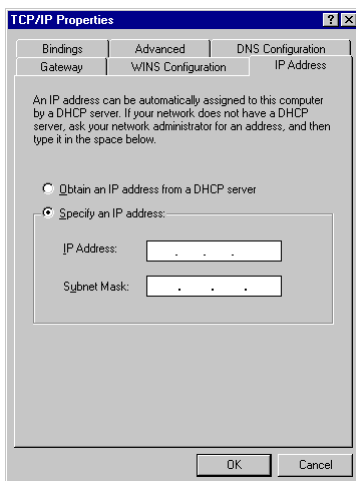 TCP/IP Properties
Bindings Advanced DNS Configuration
Gateway WINS Configuration IP Address
An IP address can be automatically assigned to this computer
by a DHCP server. If your network does not have a DHCP
server, ask your network administrator for an address, and then
type it in the space below.
Obtain an IP address from a DHCP server
Specify an IP address:
IP Address: . . .
Subnet Mask: . . .
OK Cancel